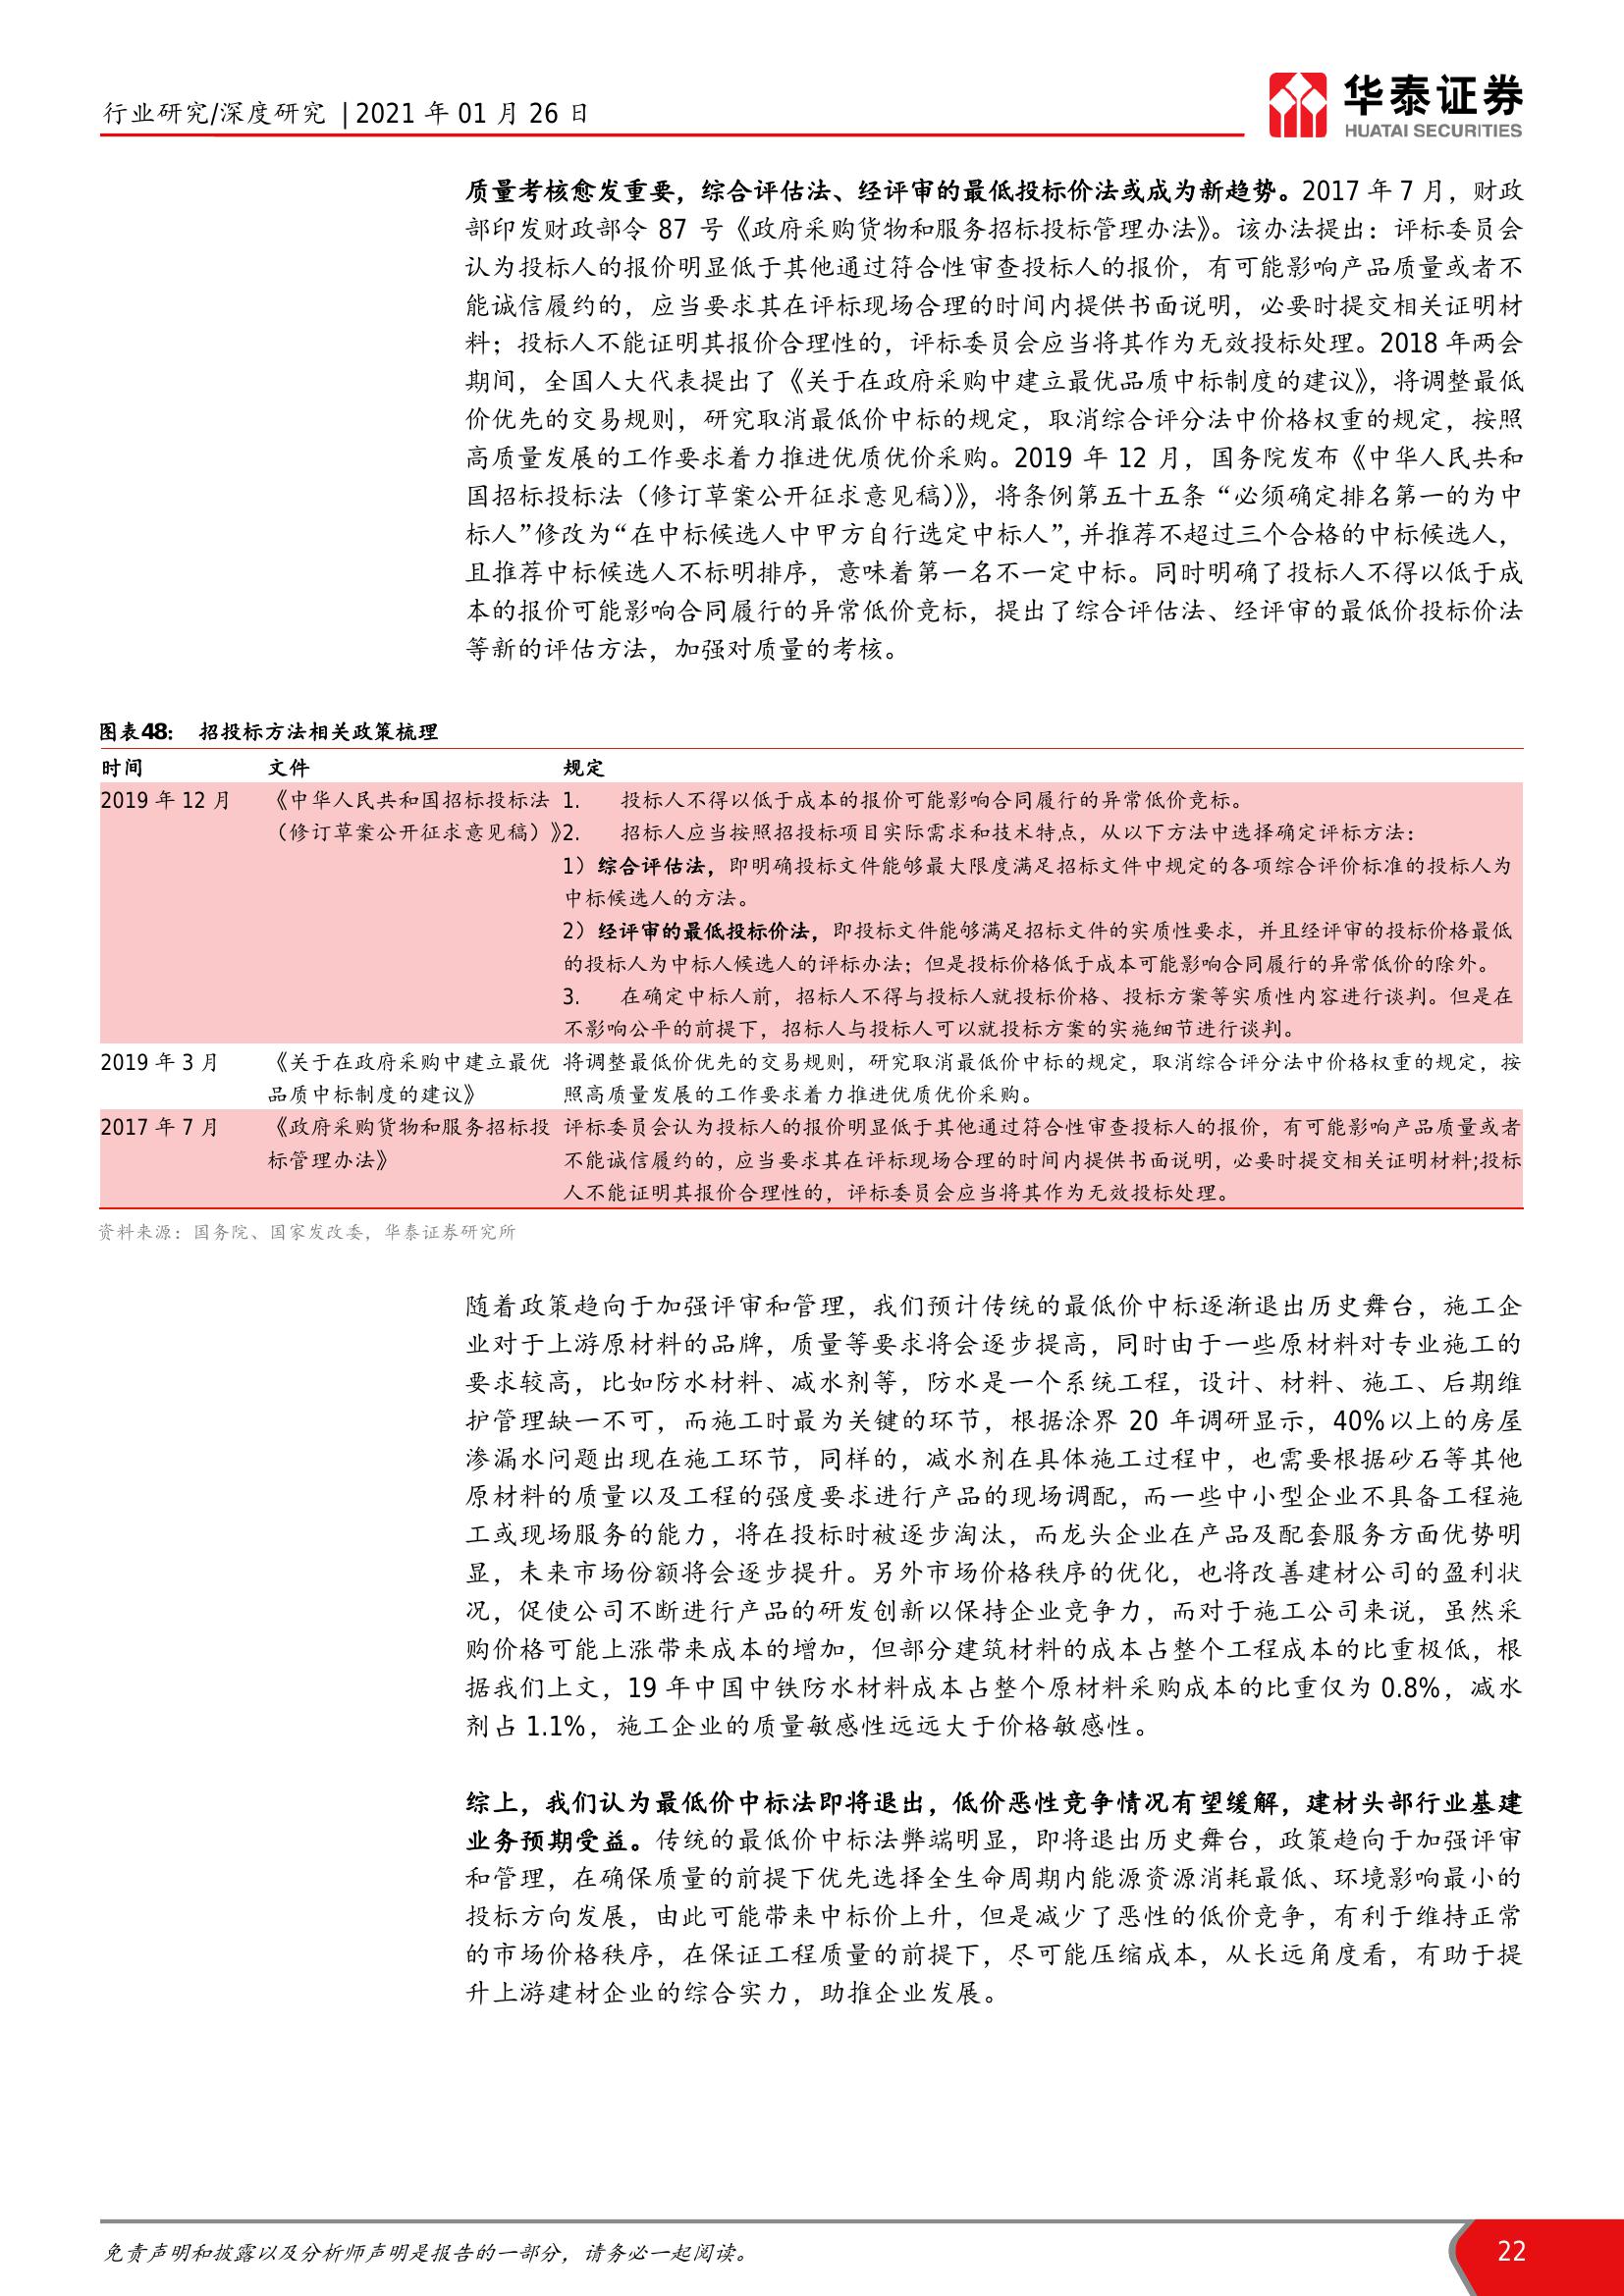 行业研究/深度研究 | 2021 年 01 月 26 日
华泰证券
HUATAI SECURITIES
质量考核愈发重要，综合评估法、经评审的最低投标价法或成为新趋势。2017 年 7 月，财政
部印发财政部令 87 号《政府采购货物和服务招标投标管理办法》。该办法提出：评标委员会
认为投标人的报价明显低于其他通过符合性审查投标人的报价，有可能影响产品质量或者不
能诚信履约的，应当要求其在评标现场合理的时间内提供书面说明，必要时提交相关证明材
料；投标人不能证明其报价合理性的，评标委员会应当将其作为无效投标处理。2018 年两会
期间，全国人大代表提出了《关于在政府采购中建立最优品质中标制度的建议》，将调整最低
价优先的交易规则，研究取消最低价中标的规定，取消综合评分法中价格权重的规定，按照
高质量发展的工作要求着力推进优质优价采购。2019 年 12 月，国务院发布《中华人民共和
国招标投标法（修订草案公开征求意见稿）》，将条例第五十五条“必须确定排名第一的为中
标人”修改为“在中标候选人中甲方自行选定中标人”，并推荐不超过三个合格的中标候选人，
且推荐中标候选人不标明排序，意味着第一名不一定中标。同时明确了投标人不得以低于成
本的报价可能影响合同履行的异常低价竞标，提出了综合评估法、经评审的最低价投标价法
等新的评估方法，加强对质量的考核。
图表48： 招投标方法相关政策梳理
时间 文件 规定
2019 年 12 月 《中华人民共和国招标投标法 1. 投标人不得以低于成本的报价可能影响合同履行的异常低价竞标。
（修订草案公开征求意见稿）》2. 招标人应当按照招投标项目实际需求和技术特点，从以下方法中选择确定评标方法：
1）综合评估法，即明确投标文件能够最大限度满足招标文件中规定的各项综合评价标准的投标人为
中标候选人的方法。
2）经评审的最低投标价法，即投标文件能够满足招标文件的实质性要求，并且经评审的投标价格最低
的投标人为中标人候选人的评标办法；但是投标价格低于成本可能影响合同履行的异常低价的除外。
3. 在确定中标人前，招标人不得与投标人就投标价格、投标方案等实质性内容进行谈判。但是在
不影响公平的前提下，招标人与投标人可以就投标方案的实施细节进行谈判。
2019 年 3 月 《关于在政府采购中建立最优 将调整最低价优先的交易规则，研究取消最低价中标的规定，取消综合评分法中价格权重的规定，按
品质中标制度的建议》 照高质量发展的工作要求着力推进优质优价采购。
2017 年 7 月 《政府采购货物和服务招标投 评标委员会认为投标人的报价明显低于其他通过符合性审查投标人的报价，有可能影响产品质量或者
标管理办法》 不能诚信履约的，应当要求其在评标现场合理的时间内提供书面说明，必要时提交相关证明材料;投标
人不能证明其报价合理性的，评标委员会应当将其作为无效投标处理。
资料来源：国务院、国家发改委，华泰证券研究所
随着政策趋向于加强评审和管理，我们预计传统的最低价中标逐渐退出历史舞台，施工企
业对于上游原材料的品牌，质量等要求将会逐步提高，同时由于一些原材料对专业施工的
要求较高，比如防水材料、减水剂等，防水是一个系统工程，设计、材料、施工、后期维
护管理缺一不可，而施工时最为关键的环节，根据涂界 20 年调研显示，40%以上的房屋
渗漏水问题出现在施工环节，同样的，减水剂在具体施工过程中，也需要根据砂石等其他
原材料的质量以及工程的强度要求进行产品的现场调配，而一些中小型企业不具备工程施
工或现场服务的能力，将在投标时被逐步淘汰，而龙头企业在产品及配套服务方面优势明
显，未来市场份额将会逐步提升。另外市场价格秩序的优化，也将改善建材公司的盈利状
况，促使公司不断进行产品的研发创新以保持企业竞争力，而对于施工公司来说，虽然采
购价格可能上涨带来成本的增加，但部分建筑材料的成本占整个工程成本的比重极低，根
据我们上文，19 年中国中铁防水材料成本占整个原材料采购成本的比重仅为 0.8%，减水
剂占 1.1%，施工企业的质量敏感性远远大于价格敏感性。
综上，我们认为最低价中标法即将退出，低价恶性竞争情况有望缓解，建材头部行业基建
业务预期受益。传统的最低价中标法弊端明显，即将退出历史舞台，政策趋向于加强评审
和管理，在确保质量的前提下优先选择全生命周期内能源资源消耗最低、环境影响最小的
投标方向发展，由此可能带来中标价上升，但是减少了恶性的低价竞争，有利于维持正常
的市场价格秩序，在保证工程质量的前提下，尽可能压缩成本，从长远角度看，有助于提
升上游建材企业的综合实力，助推企业发展。
免责声明和披露以及分析师声明是报告的一部分，请务必一起阅读。
22